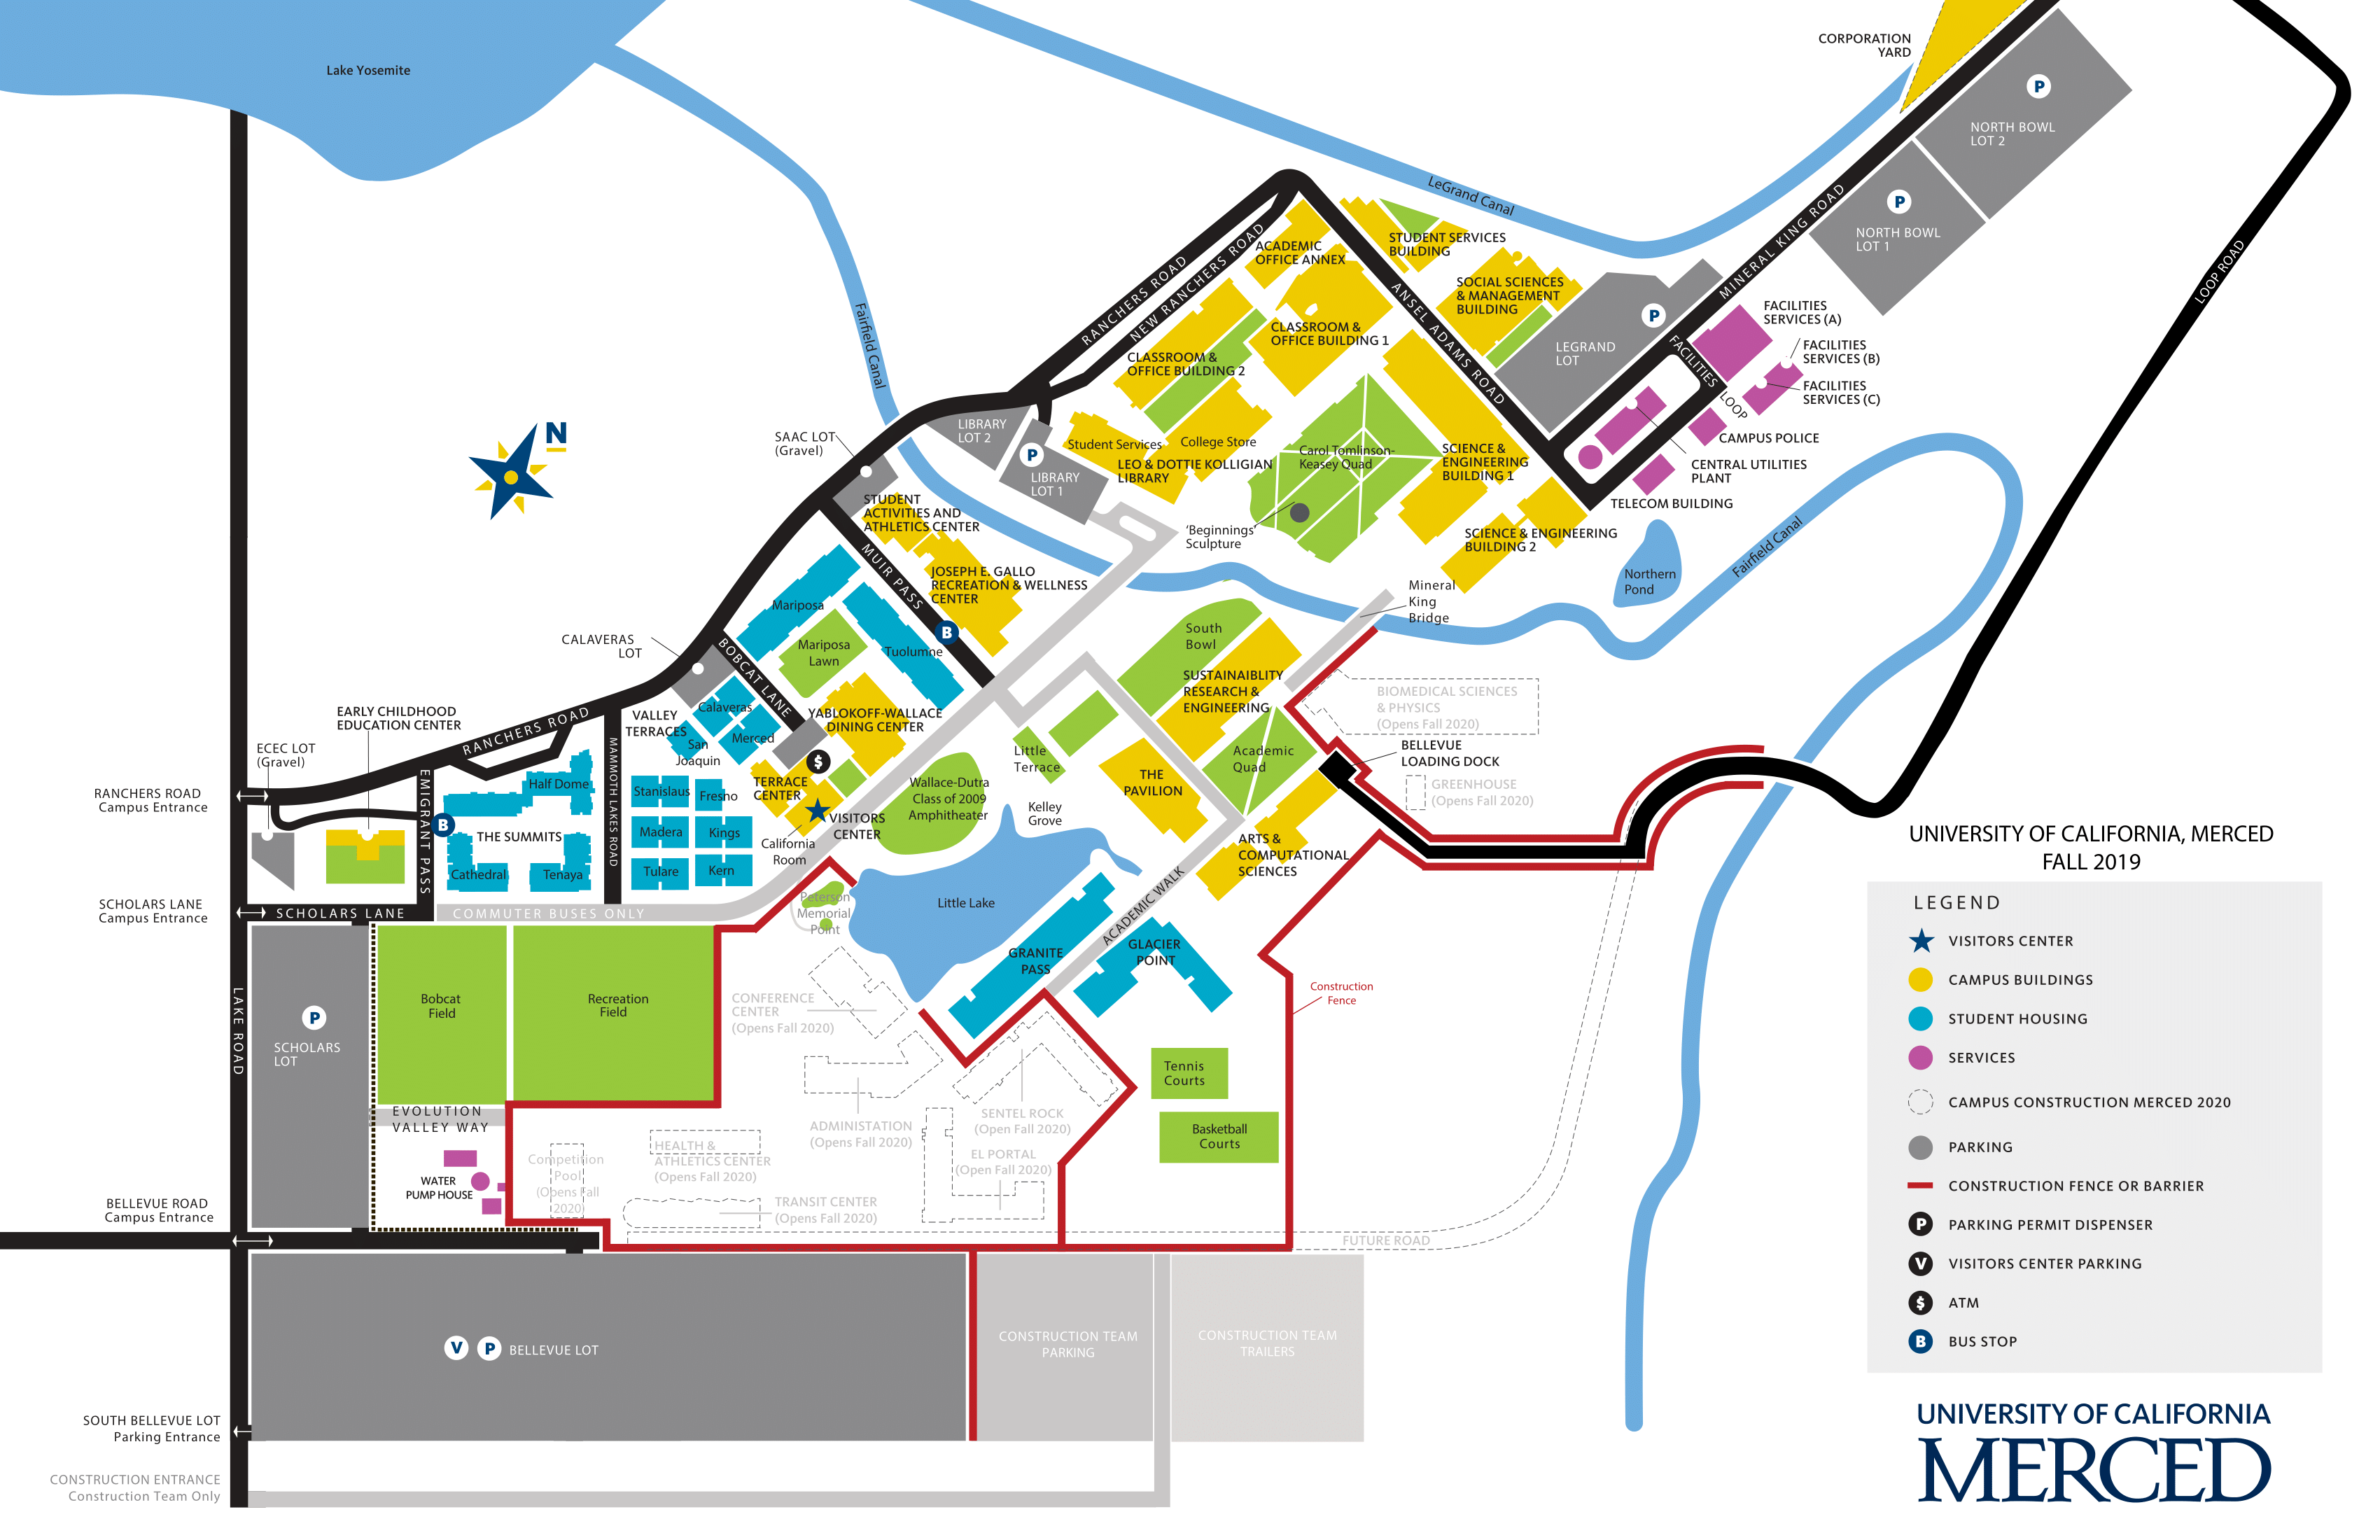 CORPORATION
YARD
Lake Yosemite
P
NORTH BOWL
LOT 2
LeGrand Canal
MINERAL KING ROAD
P
NORTH BOWL
LOT 1
LOOP ROAD
ACADEMIC
OFFICE ANNEX
STUDENT SERVICES
BUILDING
RANCHERS ROAD
NEW RANCHERS ROAD
ANSEL ADAMS ROAD
SOCIAL SCIENCES
& MANAGEMENT
BUILDING
P
LEGRAND
LOT
FACILITIES
SERVICES (A)
FACILITIES
SERVICES (B)
FACILITIES
SERVICES (C)
FACILITIES
LOOP
Fairfield Canal
CLASSROOM &
OFFICE BUILDING 1
CLASSROOM &
OFFICE BUILDING 2
N
SAAC LOT
(Gravel)
LIBRARY
LOT 2
P
LIBRARY
LOT 1
Student Services
College Store
LEO & DOTTIE KOLLIGIAN
LIBRARY
Carol Tomlinson-
Keasey Quad
SCIENCE &
ENGINEERING
BUILDING 1
CAMPUS POLICE
CENTRAL UTILITIES
PLANT
TELECOM BUILDING
STUDENT
ACTIVITIES AND
ATHLETICS CENTER
‘Beginnings’
Sculpture
SCIENCE & ENGINEERING
BUILDING 2
Fairfield Canal
Northern
Pond
MUIR PASS
JOSEPH E. GALLO
RECREATION & WELLNESS
CENTER
B
Mineral
King
Bridge
Mariposa
Mariposa
Lawn
Tuolumne
CALAVERAS
LOT
BOBCAT LANE
South
Bowl
SUSTAINAIBLITY
RESEARCH &
ENGINEERING
BIOMEDICAL SCIENCES
& PHYSICS
(Opens Fall 2020)
EARLY CHILDHOOD
EDUCATION CENTER
RANCHERS ROAD
VALLEY
TERRACES
Calaveras
Merced
San
Joaquin
YABLOKOFF-WALLACE
DINING CENTER
ECEC LOT
(Gravel)
$
Little
Terrace
Academic
Quad
BELLEVUE
LOADING DOCK
GREENHOUSE
(Opens Fall 2020)
RANCHERS ROAD
Campus Entrance
EMIGRANT PASS
B
Half Dome
THE SUMMITS
Cathedral
Tenaya
MAMMOTH LAKES ROAD
Stanislaus
Fresno
Madera
Kings
Tulare
Kern
TERRACE
CENTER
VISITORS
CENTER
California
Room
Wallace-Dutra
Class of 2009
Amphitheater
Kelley
Grove
THE
PAVILION
ARTS &
COMPUTATIONAL
SCIENCES
SCHOLARS LANE
Campus Entrance
SCHOLARS LANE
COMMUTER BUSES ONLY
Peterson
Memorial
Point
Little Lake
ACADEMIC WALK
GRANITE
PASS
GLACIER
POINT
LAKE ROAD
P
SCHOLARS
LOT
Bobcat
Field
Recreation
Field
CONFERENCE
CENTER
(Opens Fall 2020)
Construction
Fence
Tennis
Courts
Basketball
Courts
EVOLUTION
VALLEY WAY
ADMINISTATION
(Opens Fall 2020)
SENTEL ROCK
(Open Fall 2020)
EL PORTAL
(Open Fall 2020)
HEALTH &
ATHLETICS CENTER
(Opens Fall 2020)
Competition
Pool
(Opens Fall
2020)
WATER
PUMP HOUSE
TRANSIT CENTER
(Opens Fall 2020)
FUTURE ROAD
BELLEVUE ROAD
Campus Entrance
V
P
BELLEVUE LOT
CONSTRUCTION TEAM
PARKING
CONSTRUCTION TEAM
TRAILERS
SOUTH BELLEVUE LOT
Parking Entrance
CONSTRUCTION ENTRANCE
Construction Team Only
UNIVERSITY OF CALIFORNIA, MERCED
FALL 2019
LEGEND
VISITORS CENTER
CAMPUS BUILDINGS
STUDENT HOUSING
SERVICES
CAMPUS CONSTRUCTION MERCED 2020
PARKING
CONSTRUCTION FENCE OR BARRIER
P PARKING PERMIT DISPENSER
V VISITORS CENTER PARKING
$ ATM
B BUS STOP
UNIVERSITY OF CALIFORNIA
MERCED